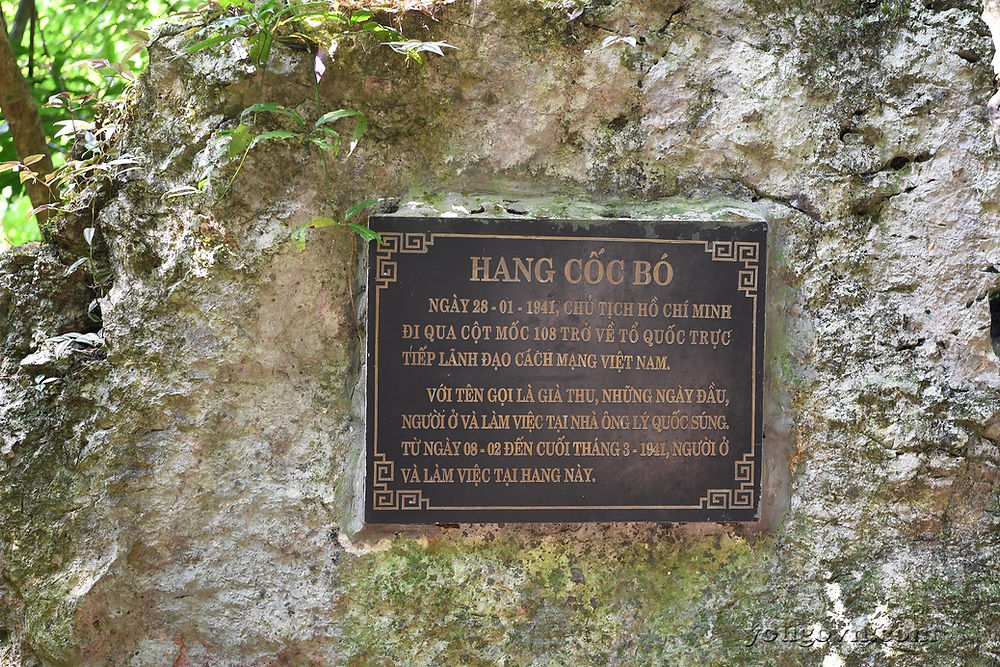 HANG CỐC BÓ
NGÀY 28 - 01 - 1941, CHỦ TỊCH HỒ CHÍ MINH
ĐI QUA CỘT MỐC 108 TRỞ VỀ TỔ QUỐC TRỰC
TIẾP LÃNH ĐẠO CÁCH MẠNG VIỆT NAM.
VỚI TÊN GỌI LÀ GIÀ THU, NHỮNG NGÀY ĐẦU,
NGƯỜI Ở VÀ LÀM VIỆC TẠI NHÀ ÔNG LÝ QUỐC SÚNG.
TỪ NGÀY 08 - 02 ĐẾN CUỐI THÁNG 3 - 1941, NGƯỜI Ở
VÀ LÀM VIỆC TẠI HANG NÀY.
yongovn.com